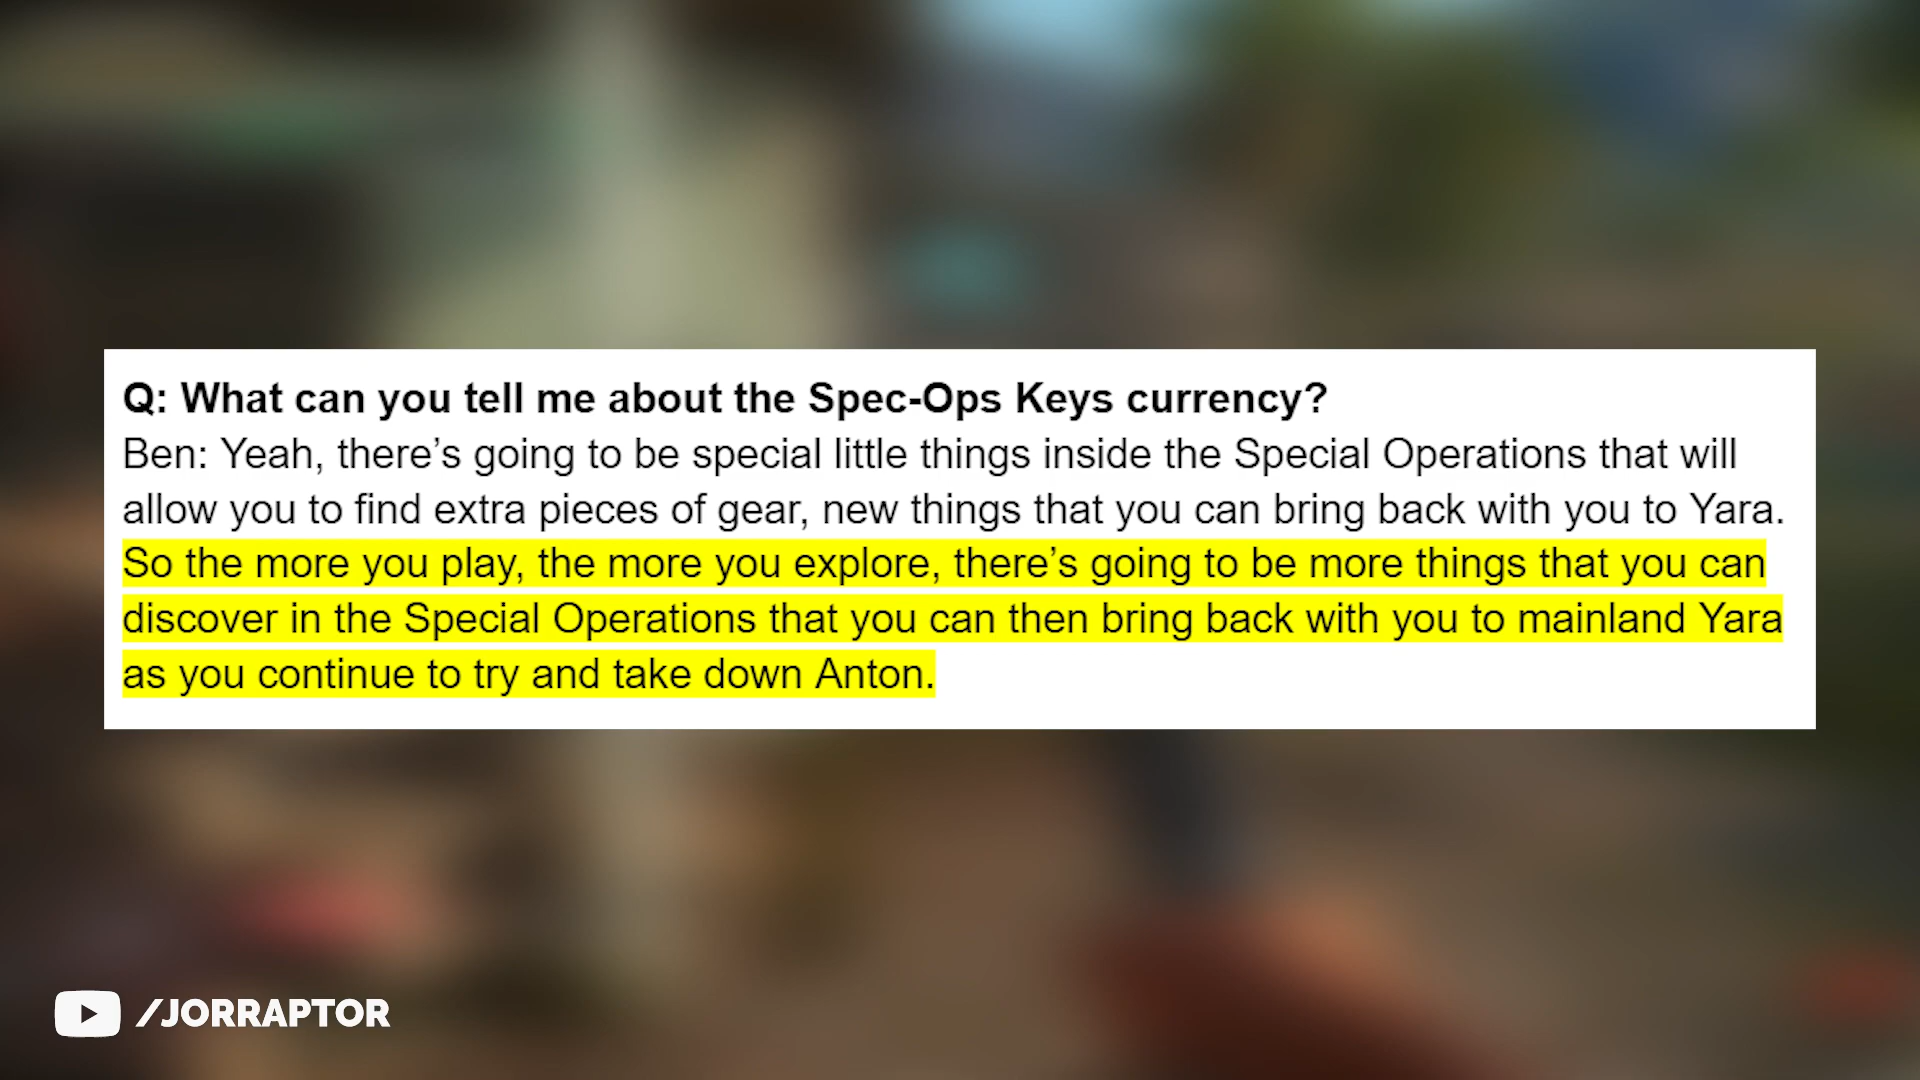 Q: What can you tell me about the Spec-Ops Keys currency?
Ben: Yeah, there’s going to be special little things inside the Special Operations that will
allow you to find extra pieces of gear, new things that you can bring back with you to Yara.
So the more you play, the more you explore, there’s going to be more things that you can
discover in the Special Operations that you can then bring back with you to mainland Yara
as you continue to try and take down Anton.
/JORRAPTOR